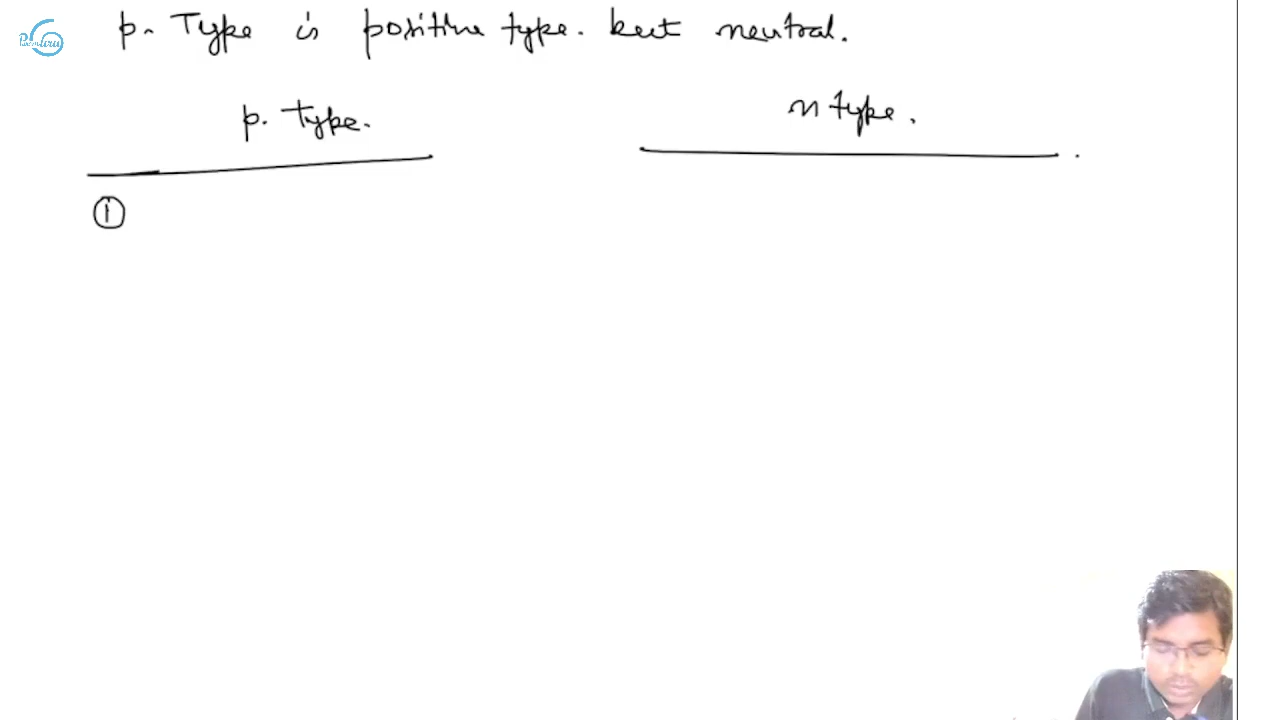 p. Type is positive type. but neutral.
p. Type.
n type.
①